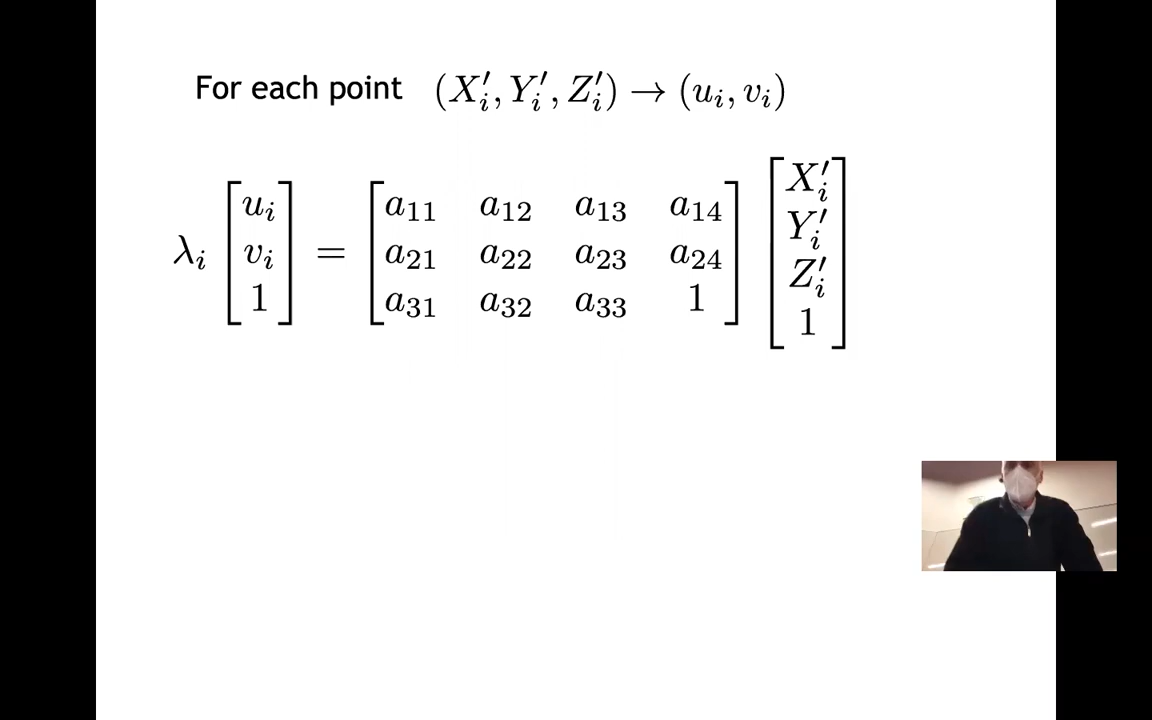 For each point (X′ᵢ, Y′ᵢ, Z′ᵢ) → (uᵢ, vᵢ)
λᵢ [uᵢ; vᵢ; 1] = [a₁₁ a₁₂ a₁₃ a₁₄; a₂₁ a₂₂ a₂₃ a₂₄; a₃₁ a₃₂ a₃₃ 1] [X′ᵢ; Y′ᵢ; Z′ᵢ; 1]